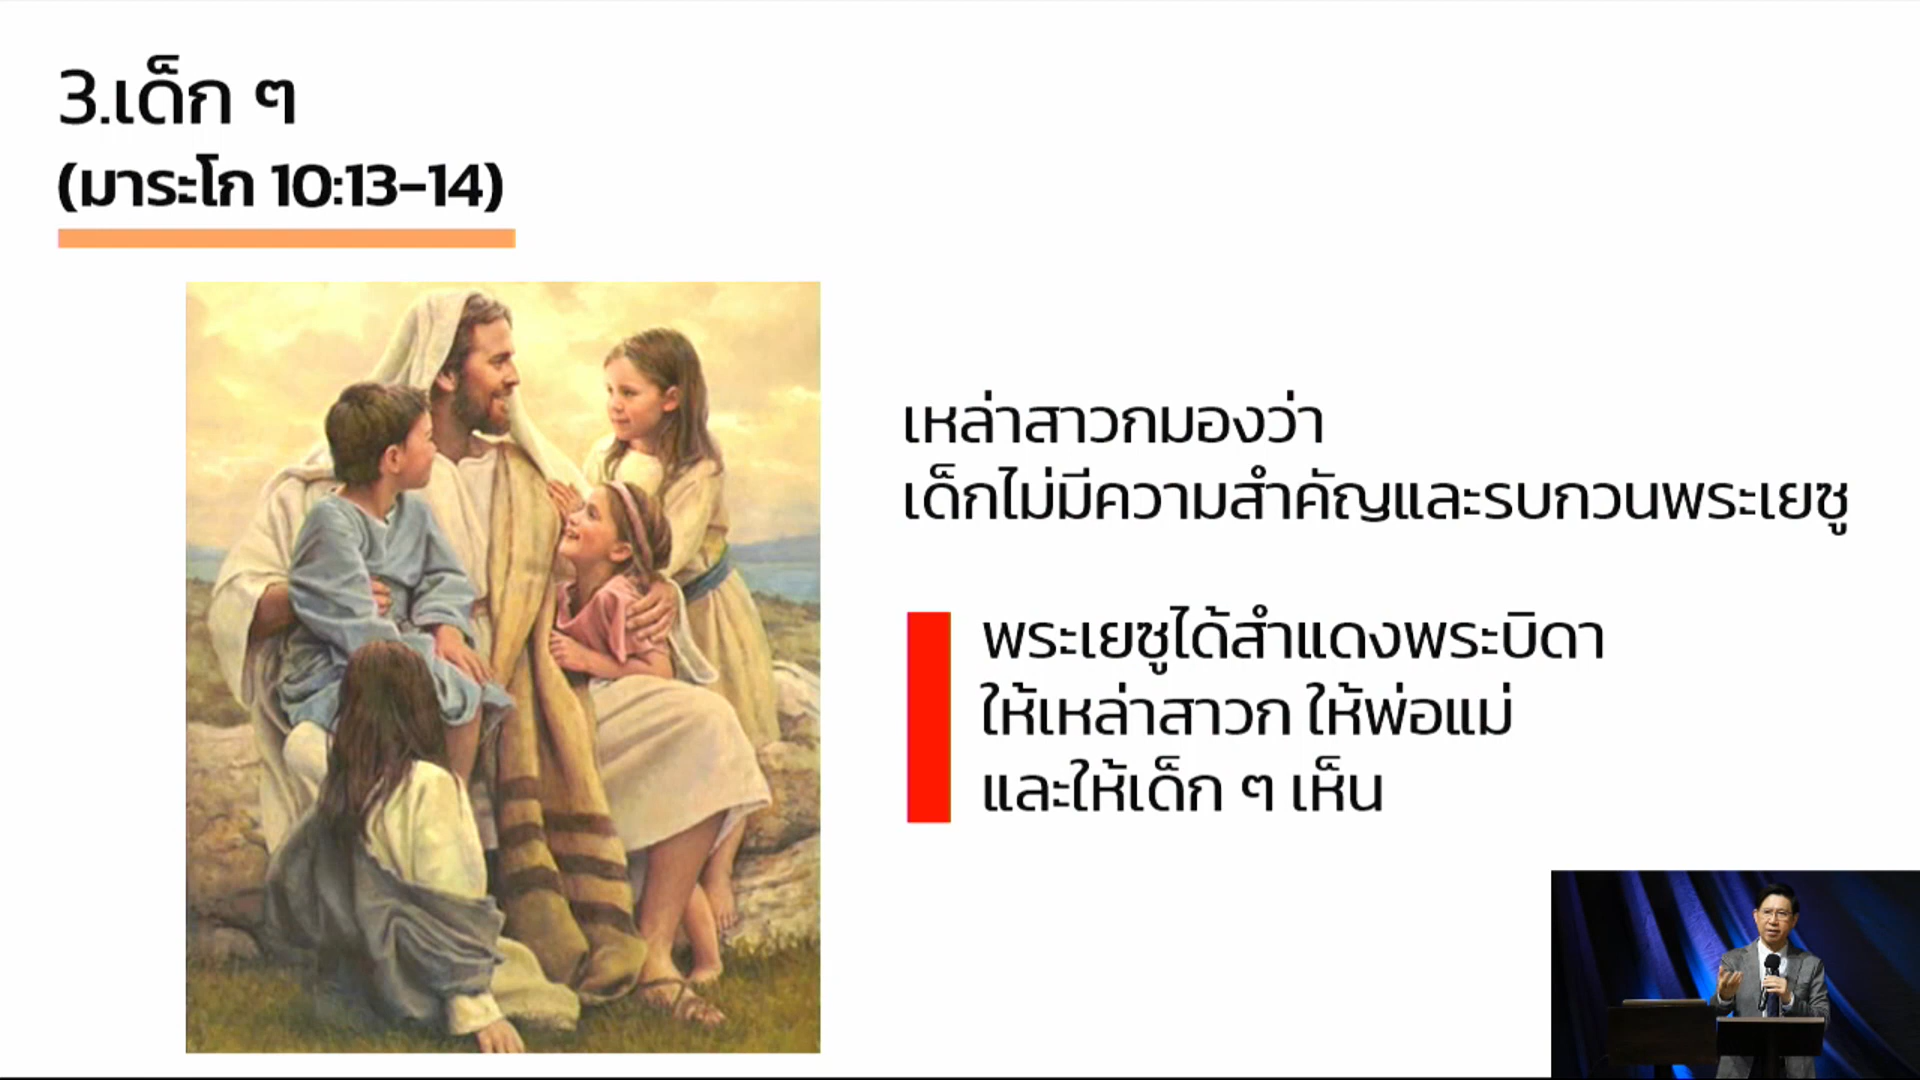 3.เด็ก ๆ
(มาระโก 10:13-14)
เหล่าสาวกมองว่า
เด็กไม่มีความสำคัญและรบกวนพระเยซู
พระเยซูได้สำแดงพระบิดา
ให้เหล่าสาวก ให้พ่อแม่
และให้เด็ก ๆ เห็น